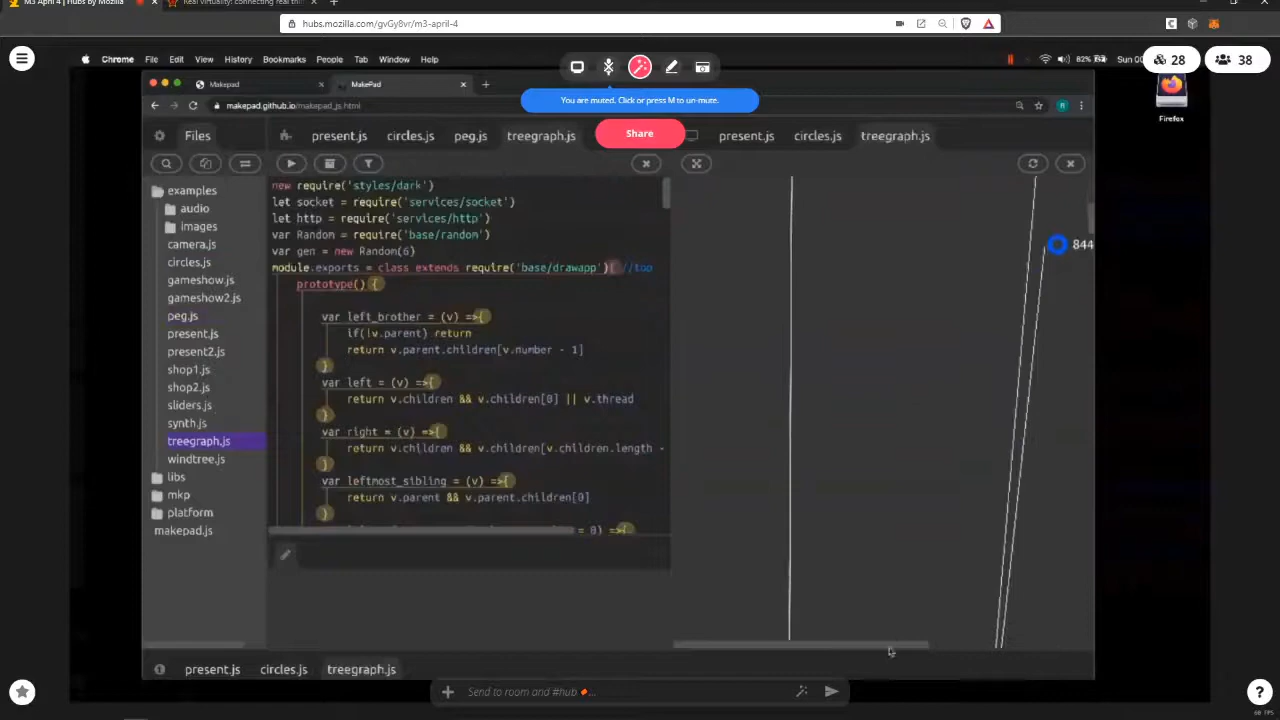 M3 April 4 | Hubs by Mozilla
Real virtuality: connecting real thin
hubs.mozilla.com/gvGy8vr/m3-april-4
Chrome File Edit View History Bookmarks People Tab Window Help
82%
Sun 00
28
38
Makepad
MakePad
You are muted. Click or press M to un-mute.
makepad.github.io/makepad_js.html
Firefox
Share
Files
present.js circles.js peg.js treegraph.js
present.js circles.js treegraph.js
examples
audio
images
camera.js
circles.js
gameshow.js
gameshow2.js
peg.js
present.js
present2.js
shop1.js
shop2.js
sliders.js
synth.js
treegraph.js
windtree.js
libs
mkp
platform
makepad.js
new require('styles/dark')
let socket = require('services/socket')
let http = require('services/http')
var Random = require('base/random')
var gen = new Random(6)
module.exports = class extends require('base/drawapp'){ //top
prototype() {
var left_brother = (v) =>{
if(!v.parent) return
return v.parent.children[v.number - 1]
}
var left = (v) =>{
return v.children && v.children[0] || v.thread
}
var right = (v) =>{
return v.children && v.children[v.children.length -
}
var leftmost_sibling = (v) =>{
return v.parent && v.parent.children[0]
}
= 0) =>{
844
present.js circles.js treegraph.js
Send to room and #hub ...
?
60 FPS